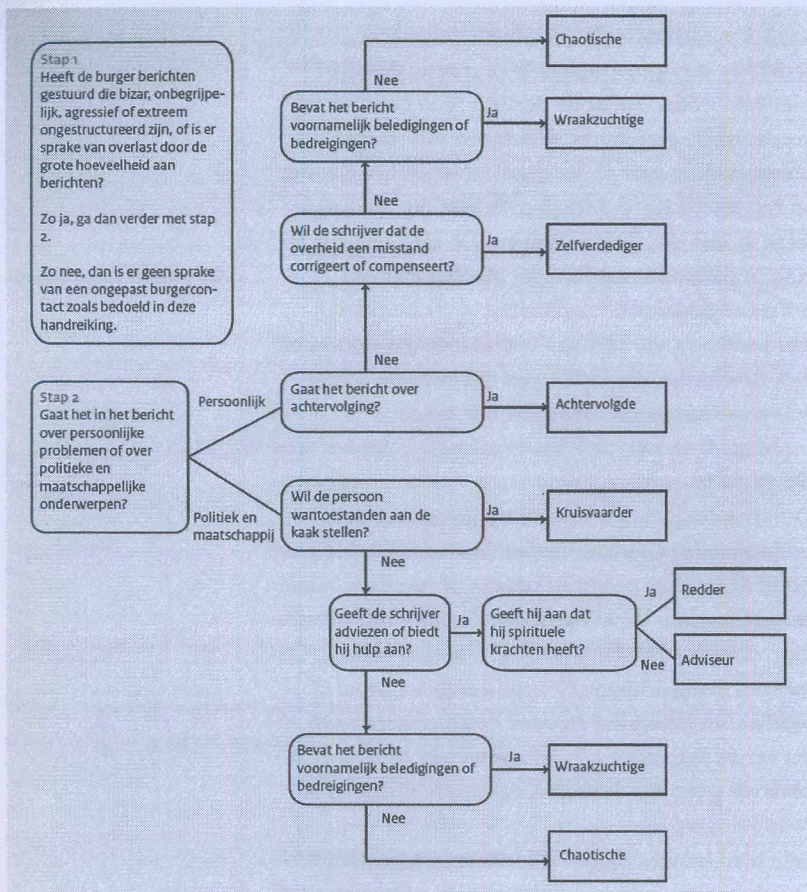 Stap 1
Heeft de burger berichten
gestuurd die bizar, onbegrijpe-
lijk, agressief of extreem
ongestructureerd zijn, of is er
sprake van overlast door de
grote hoeveelheid aan
berichten?
Zo ja, ga dan verder met stap
2.
Zo nee, dan is er geen sprake
van een ongepast burgercon-
tact zoals bedoeld in deze
handreiking.
Chaotische
Nee
Bevat het bericht
voornamelijk beledigingen of
bedreigingen?
Ja
Wraakzuchtige
Nee
Wil de schrijver dat de
overheid een misstand
corrigeert of compenseert?
Ja
Zelfverdediger
Nee
Stap 2
Gaat het in het bericht
over persoonlijke
problemen of over
politieke en
maatschappelijke
onderwerpen?
Persoonlijk
Gaat het bericht over
achtervolging?
Ja
Achtervolgde
Politiek en
maatschappij
Wil de persoon
wantoestanden aan de
kaak stellen?
Ja
Kruisvaarder
Nee
Geeft de schrijver
adviezen of biedt
hij hulp aan?
Ja
Geeft hij aan dat
hij spirituele
krachten heeft?
Ja
Redder
Nee
Adviseur
Nee
Bevat het bericht
voornamelijk beledigingen of
bedreigingen?
Ja
Wraakzuchtige
Nee
Chaotische